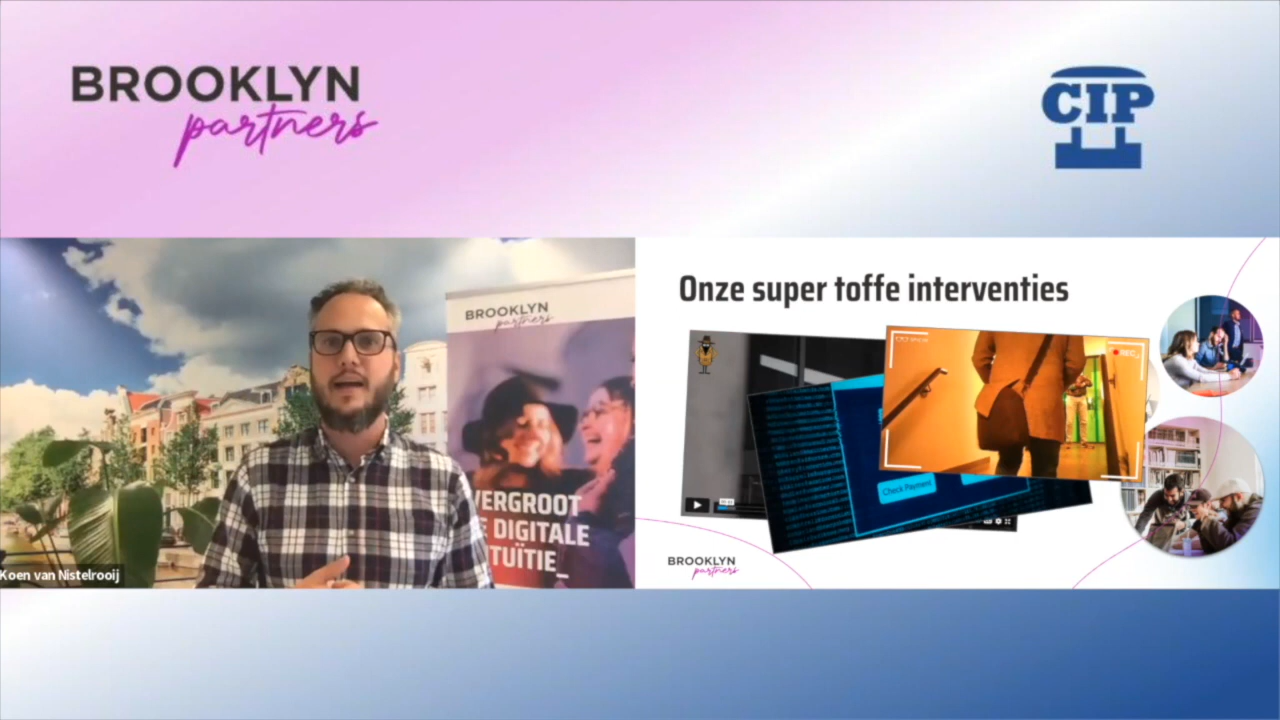 BROOKLYN
partners
CIP
BROOKLYN
partners
VERGROOT
E DIGITALE
TUÏTIE_
Koen van Nistelrooij
Onze super toffe interventies
REC
Check Payment
BROOKLYN
partners